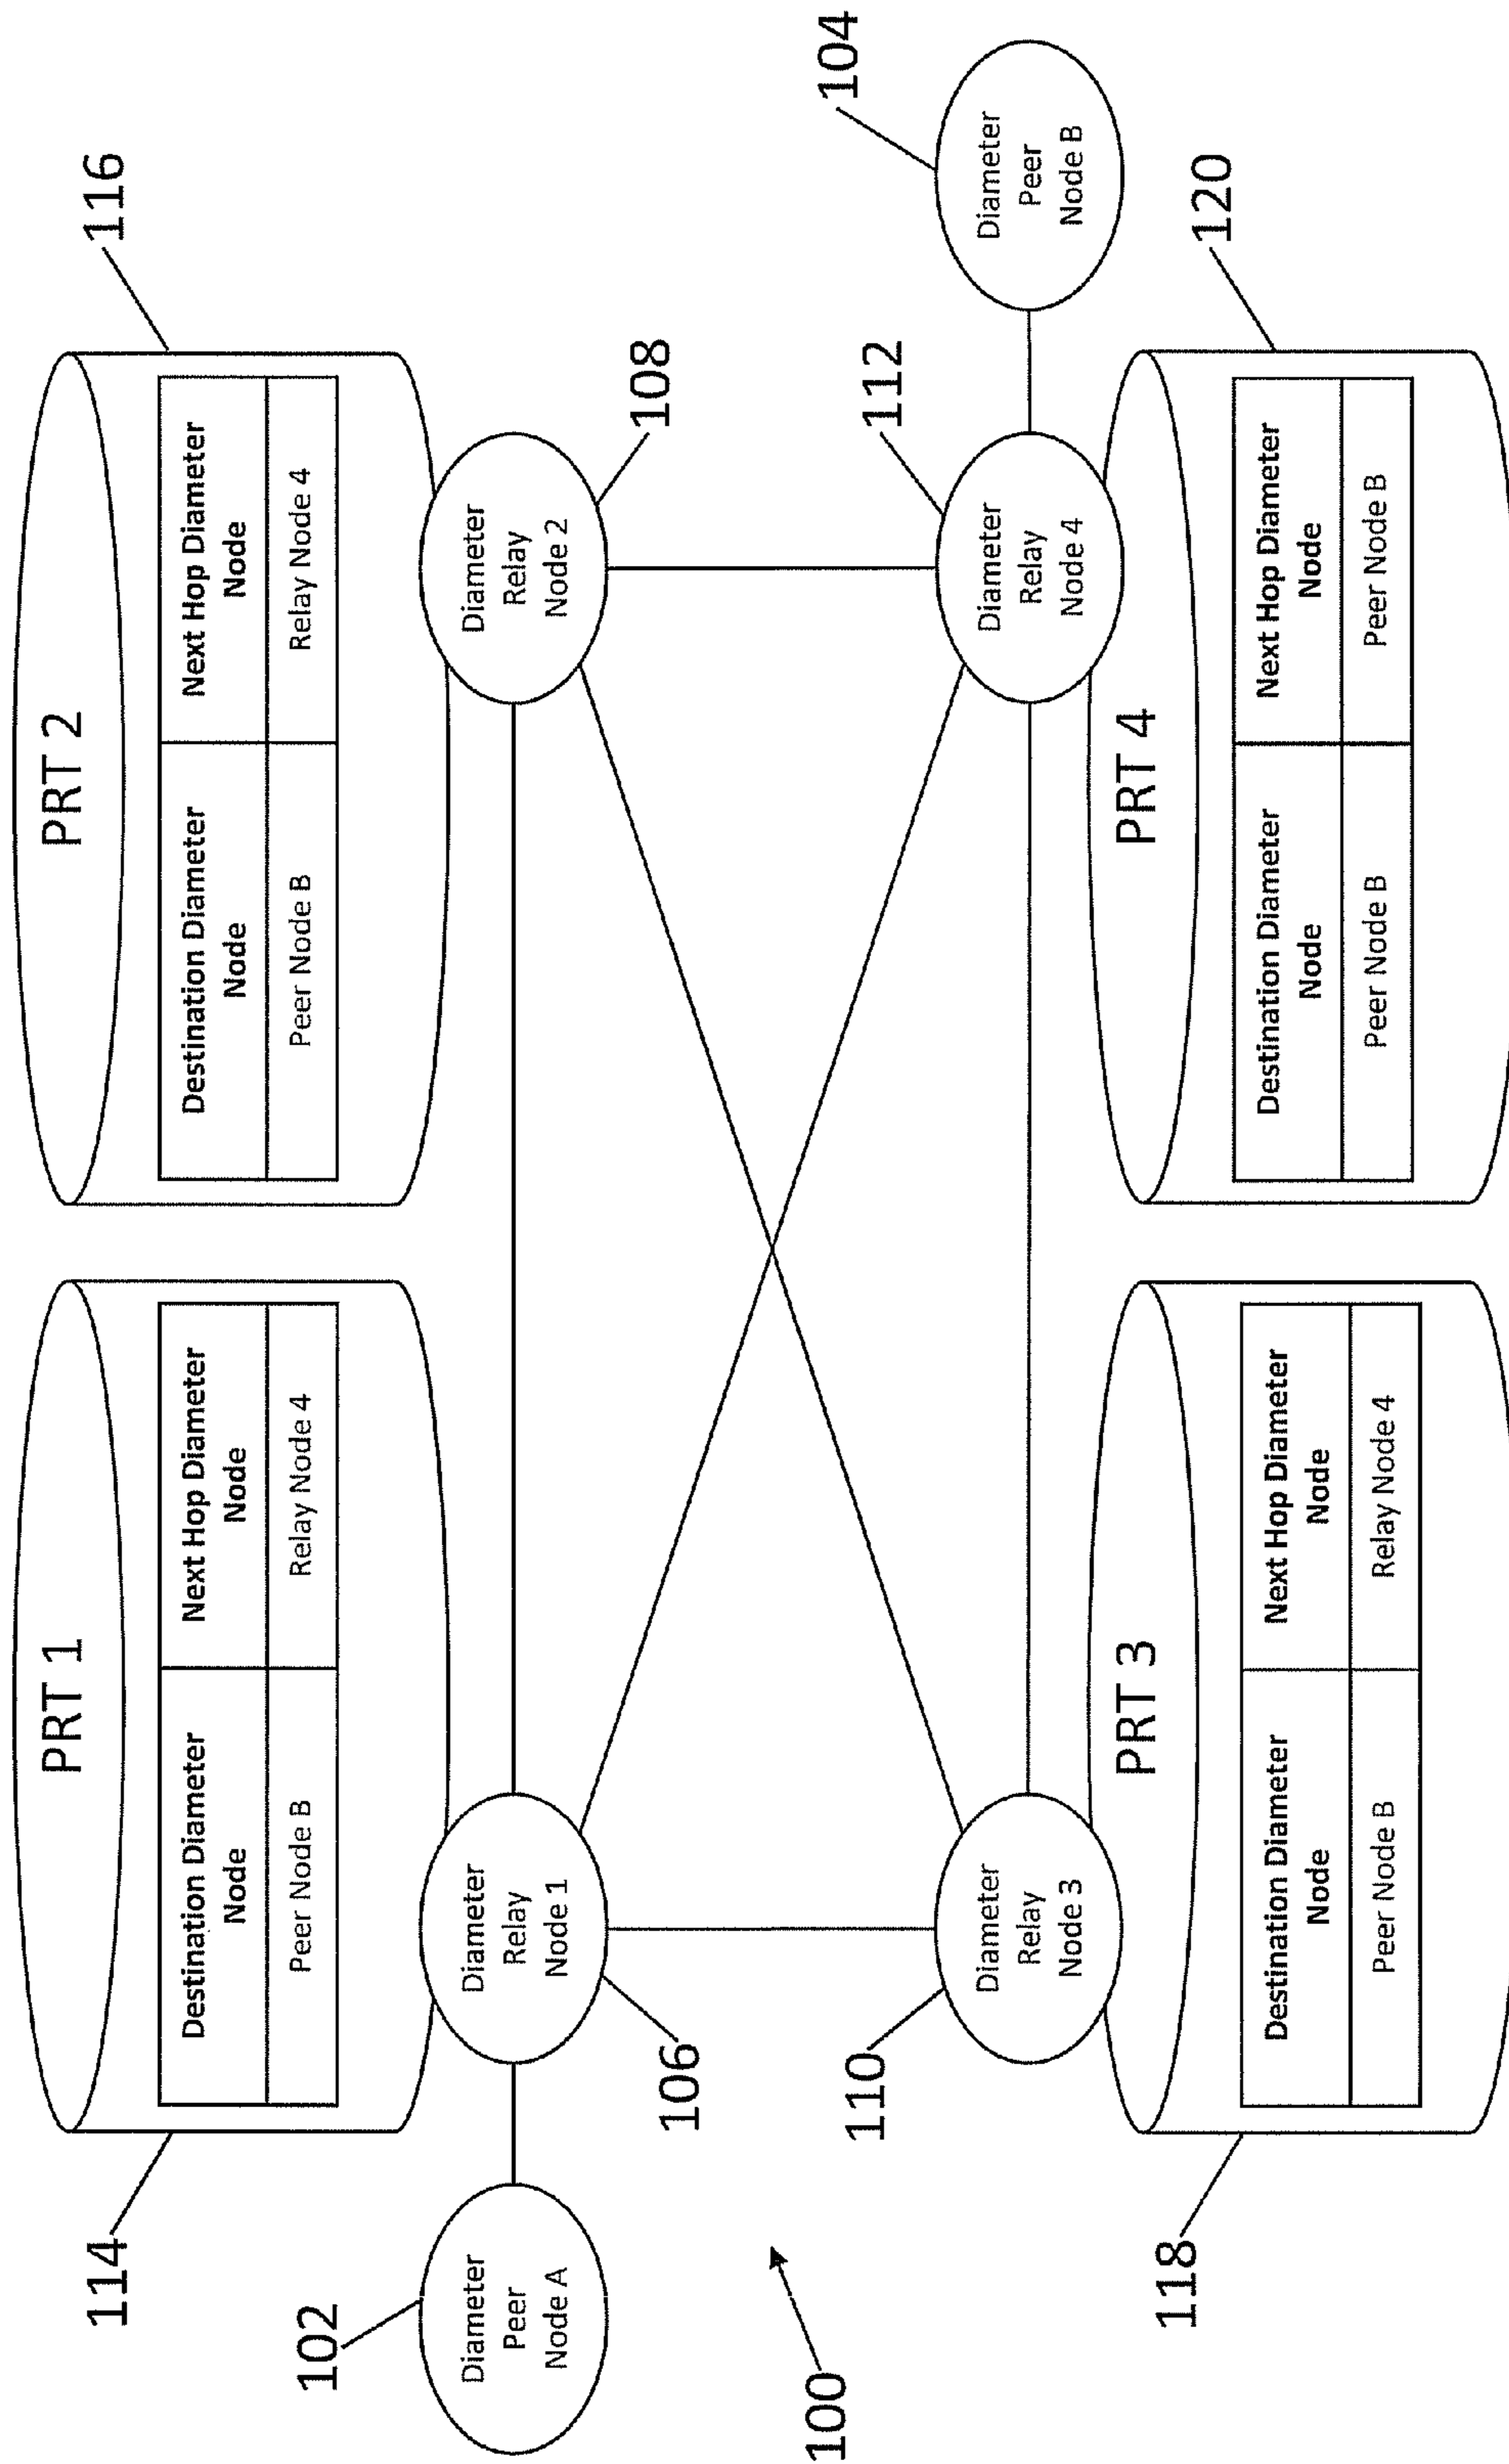 114
PRT 1
Destination Diameter
Node
Next Hop Diameter
Node
Peer Node B
Relay Node 4
116
PRT 2
Destination Diameter
Node
Next Hop Diameter
Node
Peer Node B
Relay Node 4
102
Diameter
Peer
Node A
Diameter
Relay
Node 1
106
Diameter
Relay
Node 2
108
100
110
Diameter
Relay
Node 3
112
Diameter
Relay
Node 4
104
Diameter
Peer
Node B
118
PRT 3
Destination Diameter
Node
Next Hop Diameter
Node
Peer Node B
Relay Node 4
120
PRT 4
Destination Diameter
Node
Next Hop Diameter
Node
Peer Node B
Peer Node B